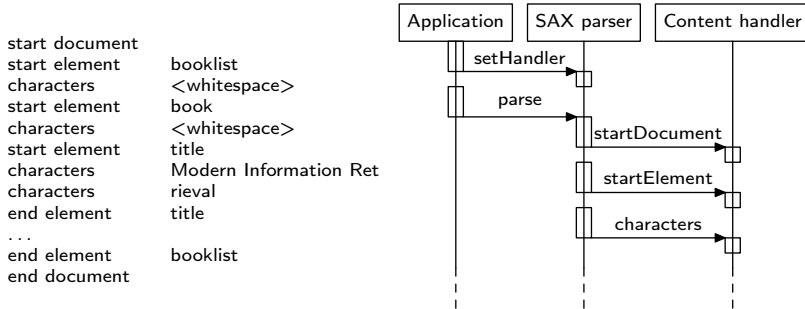 start document
start element booklist
characters <whitespace>
start element book
characters <whitespace>
start element title
characters Modern Information Ret
characters rieval
end element title
...
end element booklist
end document
Application SAX parser Content handler
setHandler
parse
startDocument
startElement
characters